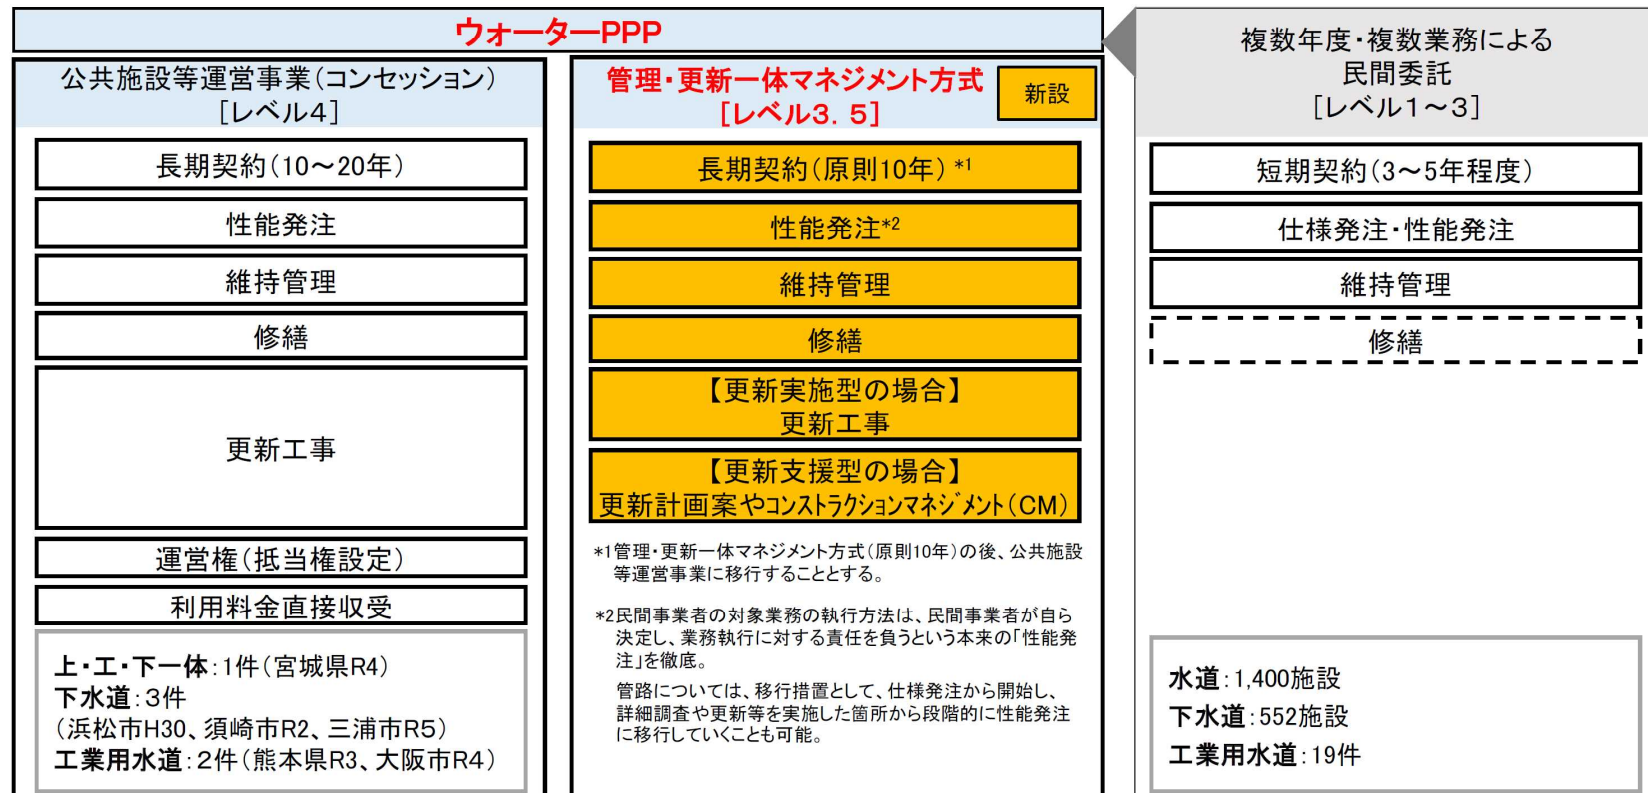 ウォーターPPP
公共施設等運営事業(コンセッション)
[レベル4]
長期契約(10～20年)
性能発注
維持管理
修繕
更新工事
運営権(抵当権設定)
利用料金直接収受
上・工・下一体:1件(宮城県R4)
下水道:3件
(浜松市H30、須崎市R2、三浦市R5)
工業用水道:2件(熊本県R3、大阪市R4)
管理・更新一体マネジメント方式
[レベル3.5]
新設
長期契約(原則10年)*1
性能発注*2
維持管理
修繕
【更新実施型の場合】
更新工事
【更新支援型の場合】
更新計画案やコンストラクションマネジメント(CM)
*1管理・更新一体マネジメント方式(原則10年)の後、公共施設
等運営事業に移行することとする。
*2民間事業者の対象業務の執行方法は、民間事業者が自ら
決定し、業務執行に対する責任を負うという本来の「性能発
注」を徹底。
管路については、移行措置として、仕様発注から開始し、
詳細調査や更新等を実施した箇所から段階的に性能発注
に移行していくことも可能。
複数年度・複数業務による
民間委託
[レベル1～3]
短期契約(3～5年程度)
仕様発注・性能発注
維持管理
修繕
水道:1,400施設
下水道:552施設
工業用水道:19件